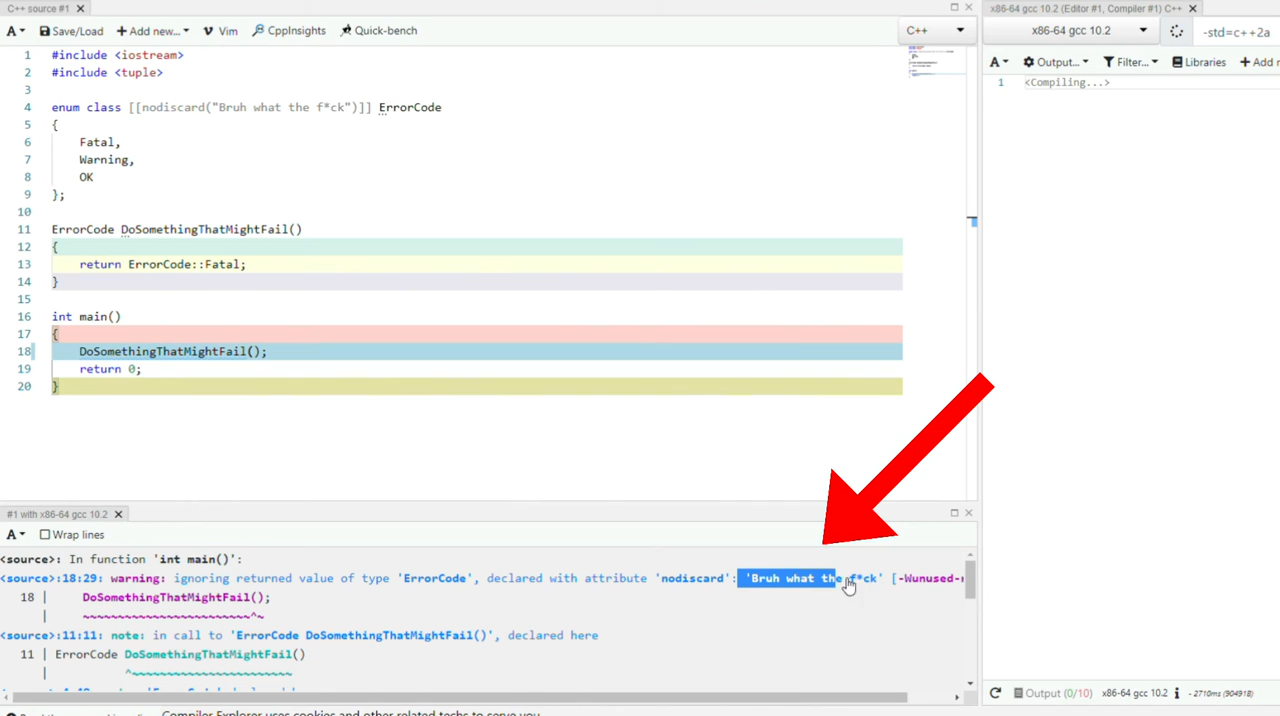 C++ source #1 ✕
A Save/Load + Add new... Vim CppInsights Quick-bench C++
1 #include <iostream>
2 #include <tuple>
3
4 enum class [[nodiscard("Bruh what the f*ck")]] ErrorCode
5 {
6     Fatal,
7     Warning,
8     OK
9 };
10
11 ErrorCode DoSomethingThatMightFail()
12 {
13     return ErrorCode::Fatal;
14 }
15
16 int main()
17 {
18     DoSomethingThatMightFail();
19     return 0;
20 }
#1 with x86-64 gcc 10.2 ✕
A Wrap lines
<source>: In function 'int main()':
<source>:18:29: warning: ignoring returned value of type 'ErrorCode', declared with attribute 'nodiscard': 'Bruh what the f*ck' [-Wunused-r
18 |     DoSomethingThatMightFail();
|     ~~~~~~~~~~~~~~~~~~~~~~~~^~
<source>:11:11: note: in call to 'ErrorCode DoSomethingThatMightFail()', declared here
11 | ErrorCode DoSomethingThatMightFail()
|           ^~~~~~~~~~~~~~~~~~~~~~~~
Compiler Explorer uses cookies and other related techs to serve you
x86-64 gcc 10.2 (Editor #1, Compiler #1) C++ ✕
x86-64 gcc 10.2 -std=c++2a
A Output... Filter... Libraries + Add n
1 <Compiling...>
Output (0/10) x86-64 gcc 10.2 i - 2710ms (904918)